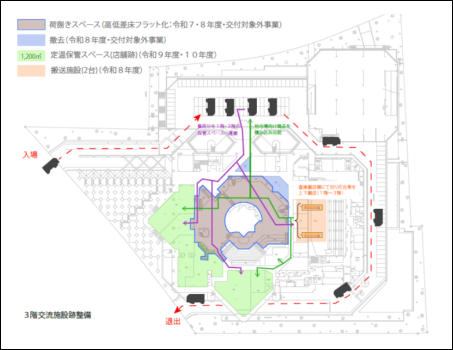 荷捌きスペース（高低差床フラット化：令和７・８年度・交付対象外事業）
撤去（令和８年度・交付対象外事業）
1,200㎡ 定温保管スペース（店舗跡）（令和９年度・１０年度）
搬送施設（2台）（令和８年度）
入場
退出
３階交流施設跡整備